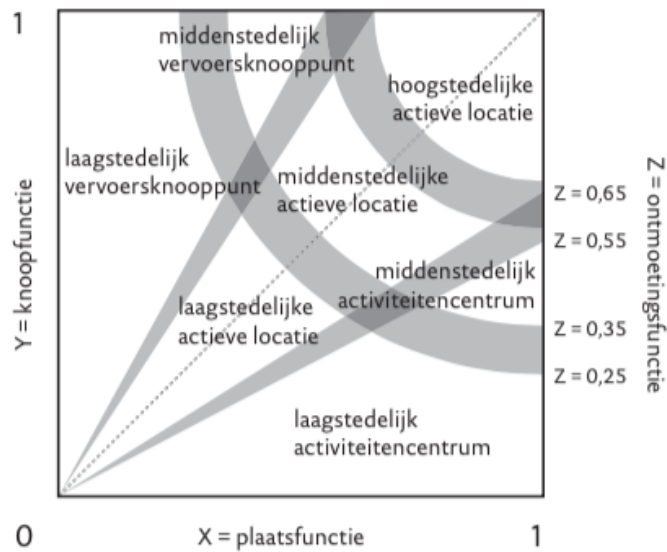 1
middenstedelijk
vervoersknooppunt
hoogstedelijke
actieve locatie
laagstedelijk
vervoersknooppunt
middenstedelijke
actieve locatie
Z = 0,65
Z = 0,55
middenstedelijk
activiteitencentrum
laagstedelijke
actieve locatie
Z = 0,35
Z = 0,25
laagstedelijk
activiteitencentrum
Y = knoopfunctie
Z = ontmoetingsfunctie
0
X = plaatsfunctie
1